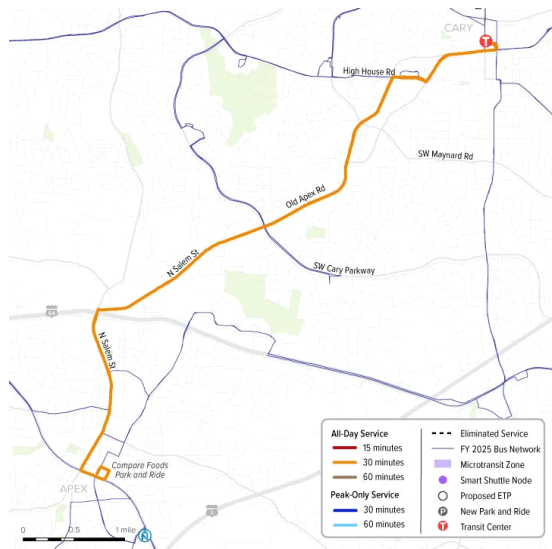 CARY
T
High House Rd
SW Maynard Rd
Old Apex Rd
N Salem St
SW Cary Parkway
64
N Salem St
Compare Foods
Park and Ride
APEX
1
0 0.5 1 mile
N
All-Day Service
15 minutes
30 minutes
60 minutes
Peak-Only Service
30 minutes
60 minutes
Eliminated Service
FY 2025 Bus Network
Microtransit Zone
Smart Shuttle Node
Proposed ETP
P New Park and Ride
T Transit Center